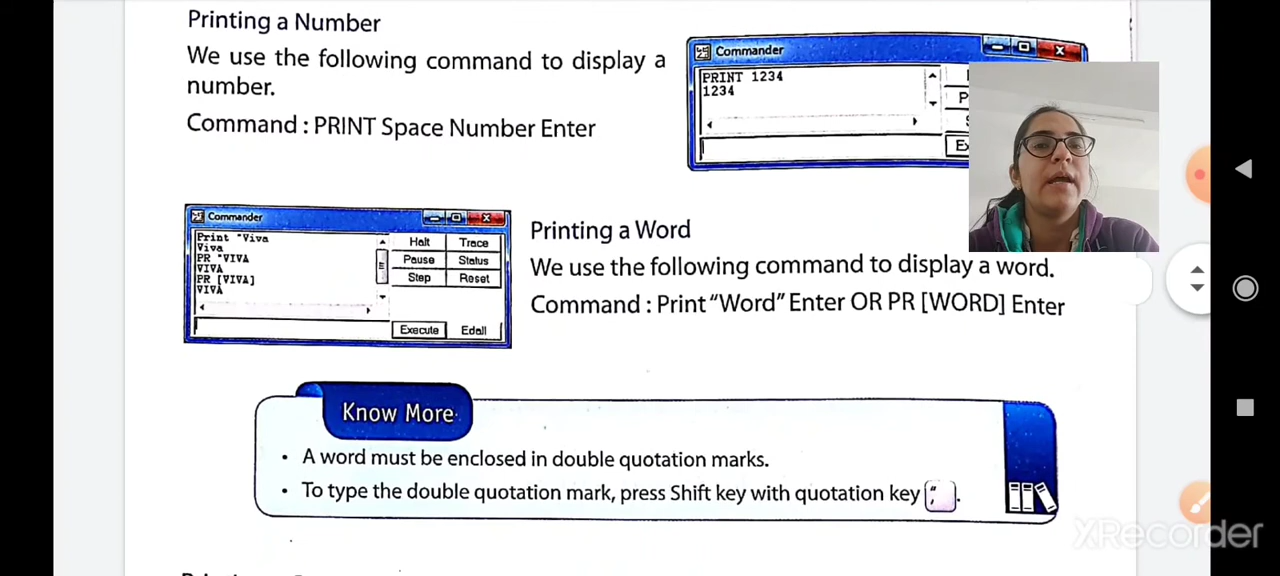 Printing a Number
We use the following command to display a
number.
Command : PRINT Space Number Enter
Commander
PRINT 1234
1234
P
S
Ex
Commander
Print "Viva
Viva
PR "VIVA
VIVA
PR [VIVA]
VIVA
Halt Trace
Pause Status
Step Reset
Execute Edall
Printing a Word
We use the following command to display a word.
Command : Print “Word” Enter OR PR [WORD] Enter
Know More
• A word must be enclosed in double quotation marks.
• To type the double quotation mark, press Shift key with quotation key “ ‘ .
XRecorder